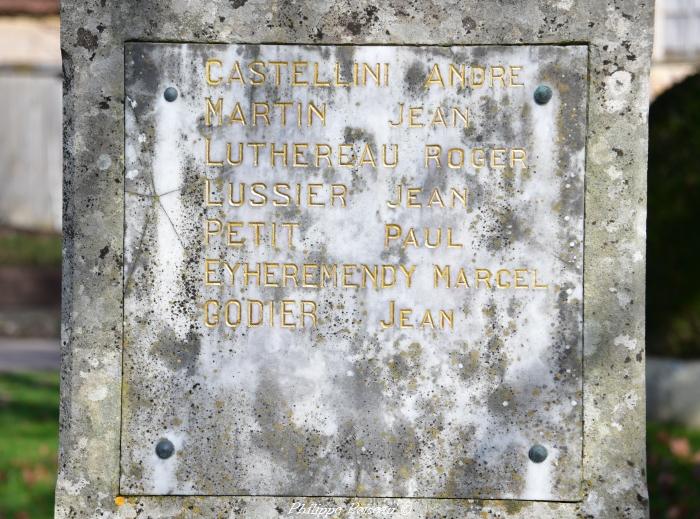 CASTELLINI ANDRE
MARTIN JEAN
LUTHEREAU ROGER
LUSSIER JEAN
PETIT PAUL
EYHEREMENDY MARCEL
GODIER JEAN